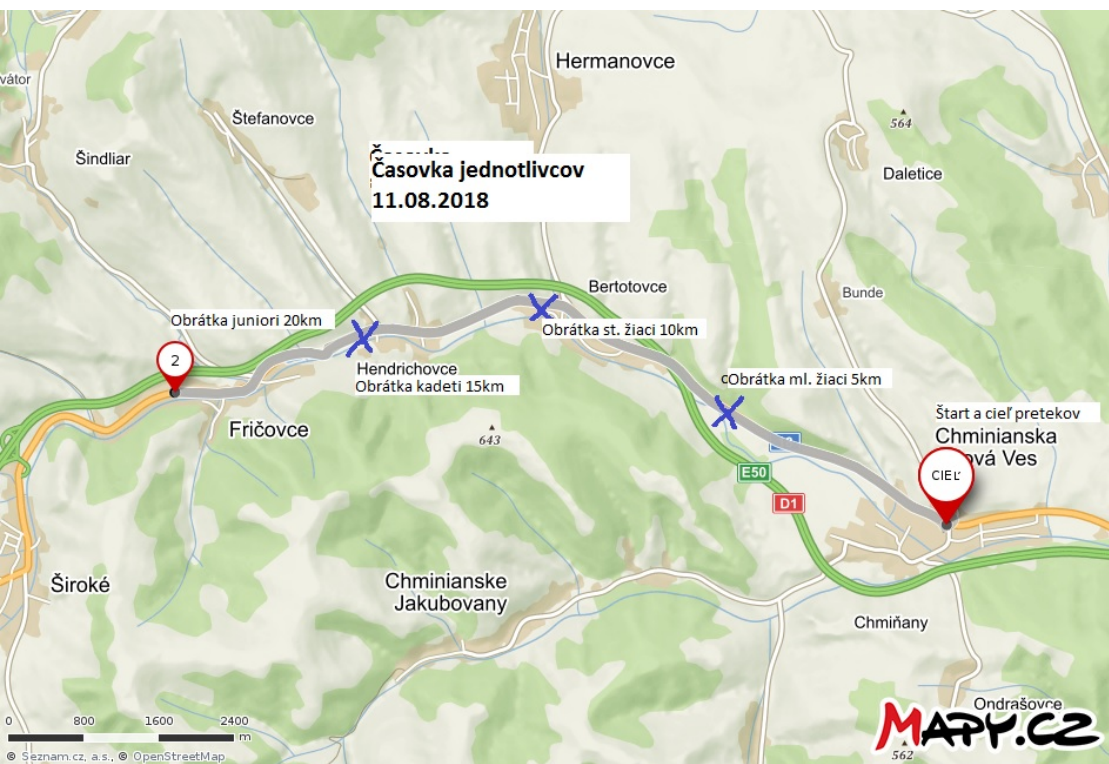 Hermanovce
vátor
Štefanovce
564
Šindliar
Časovka
Časovka jednotlivcov
11.08.2018
Daletice
Bertotovce
Bunde
Obrátka juniori 20km
Obrátka st. žiaci 10km
2
Hendrichovce
Obrátka kadeti 15km
cObrátka ml. žiaci 5km
Štart a cieľ pretekov
Fričovce
643
Chminianska
ová Ves
E50
CIEĽ
D1
Široké
Chminianske
Jakubovany
Chmiňany
Ondrašovce
0 800 1600 2400
m
MAPY.CZ
562
© Seznam.cz, a.s., © OpenStreetMap